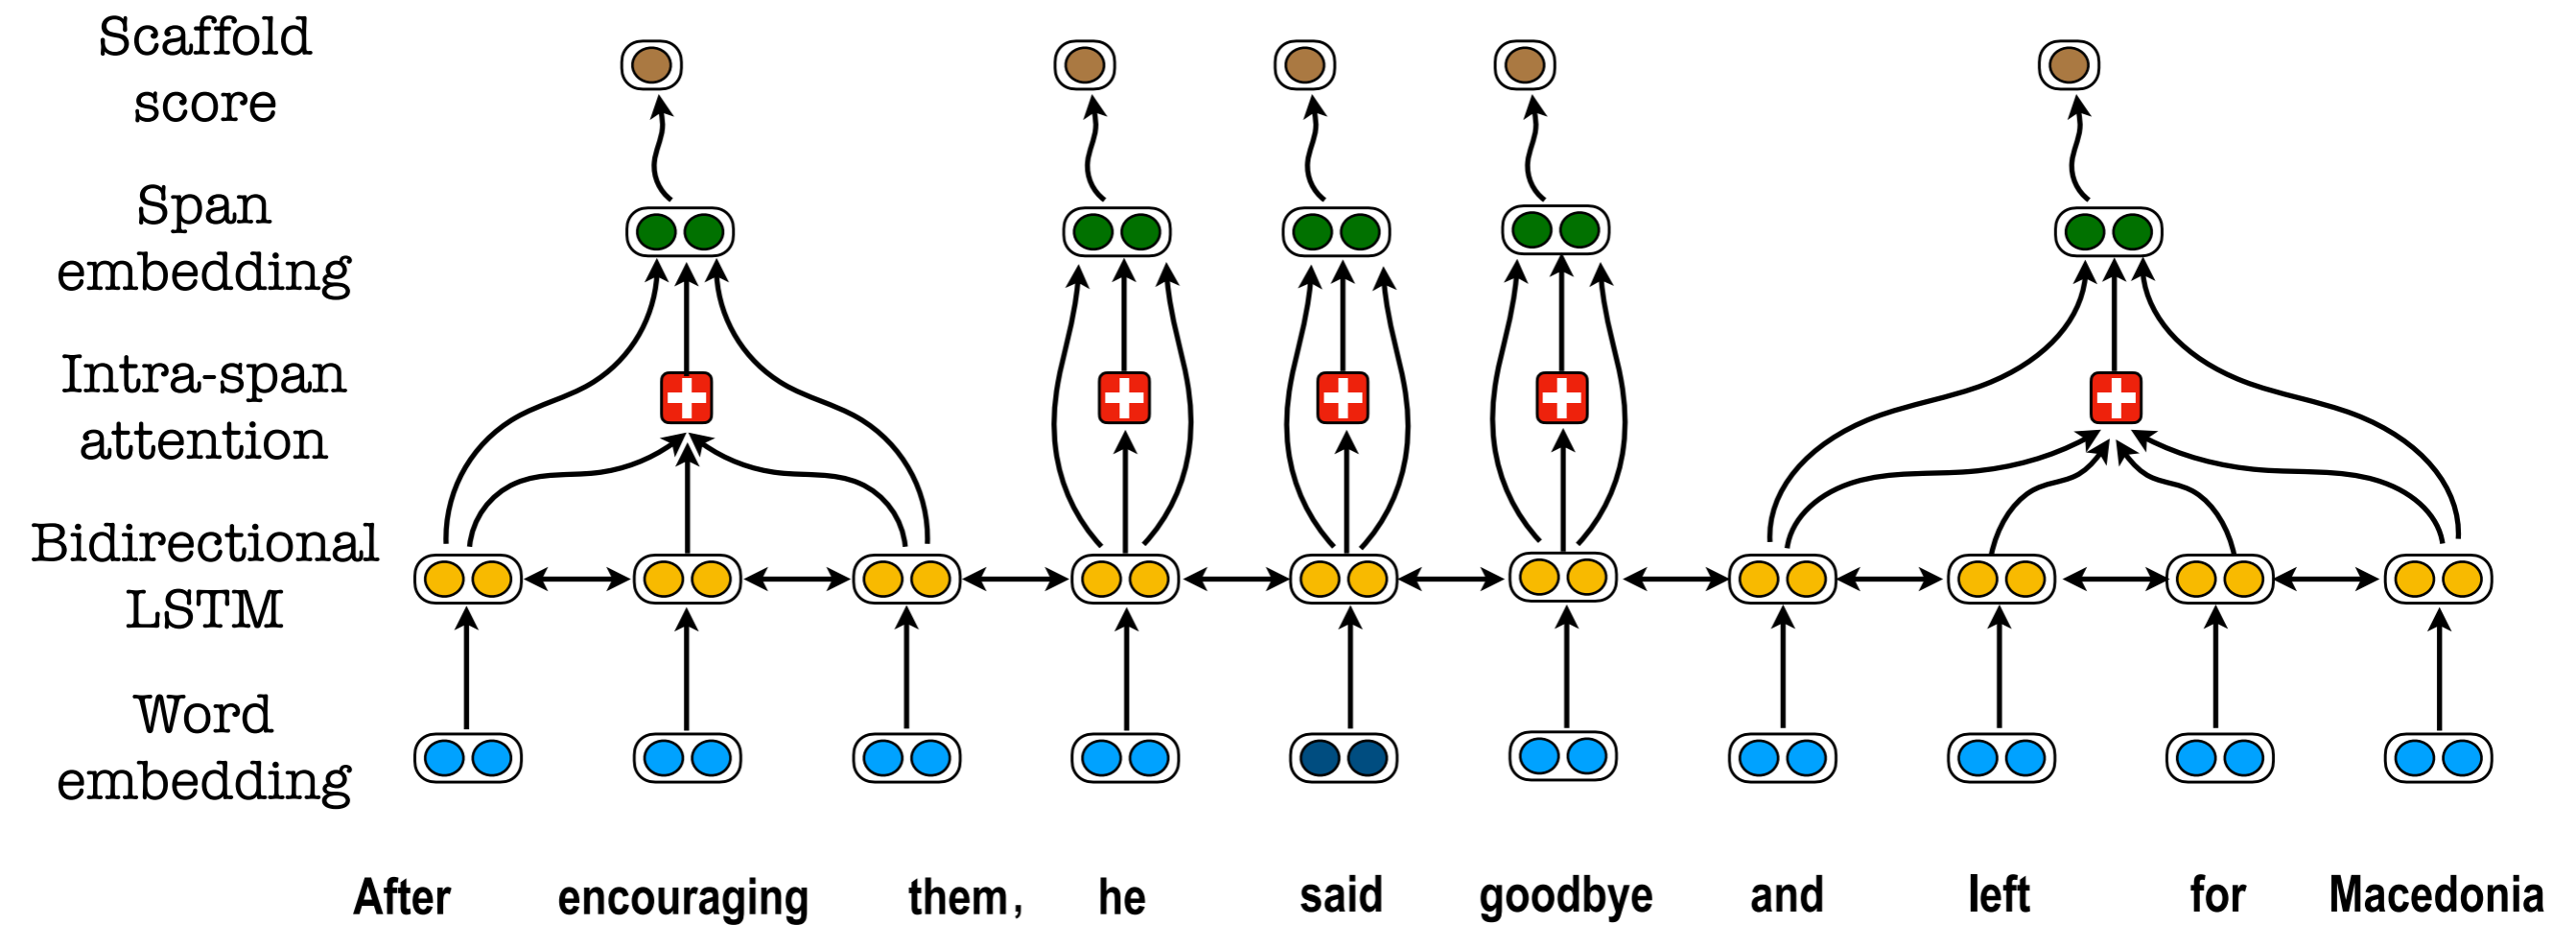 Scaffold
score
Span
embedding
Intra-span
attention
Bidirectional
LSTM
Word
embedding
After encouraging them, he said goodbye and left for Macedonia